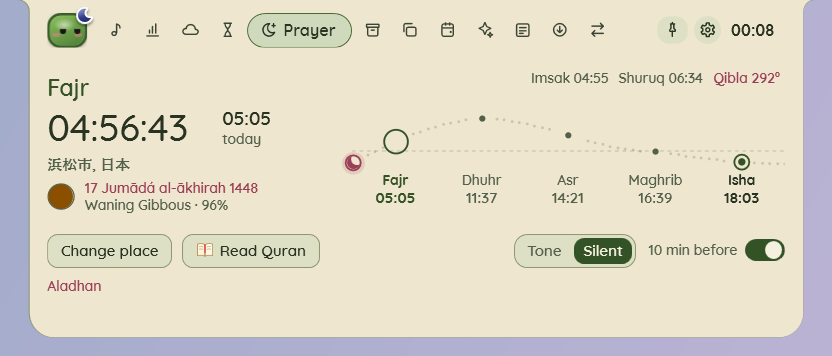 Prayer
00:08
Imsak 04:55 Shuruq 06:34 Qibla 292°
Fajr
04:56:43
05:05
today
浜松市, 日本
17 Jumādá al-ākhirah 1448
Waning Gibbous · 96%
Fajr Dhuhr Asr Maghrib Isha
05:05 11:37 14:21 16:39 18:03
Change place
Read Quran
Tone Silent
10 min before
Aladhan